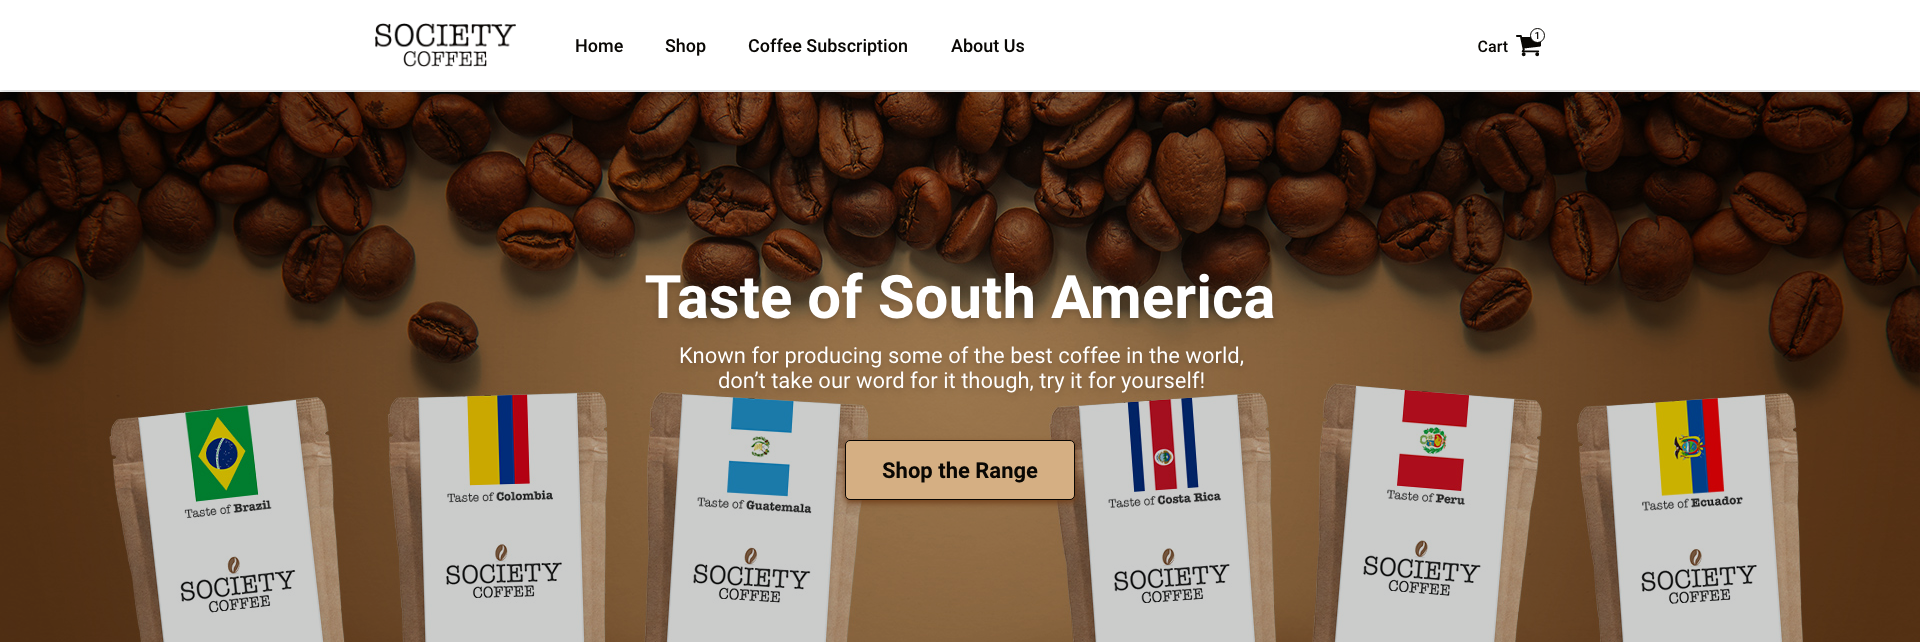 SOCIETY
COFFEE
Home
Shop
Coffee Subscription
About Us
Cart
1
Taste of South America
Known for producing some of the best coffee in the world,
don’t take our word for it though, try it for yourself!
Shop the Range
Taste of Brazil
SOCIETY
COFFEE
Taste of Colombia
SOCIETY
COFFEE
Taste of Guatemala
SOCIETY
COFFEE
Taste of Costa Rica
SOCIETY
COFFEE
Taste of Peru
SOCIETY
COFFEE
Taste of Ecuador
SOCIETY
COFFEE